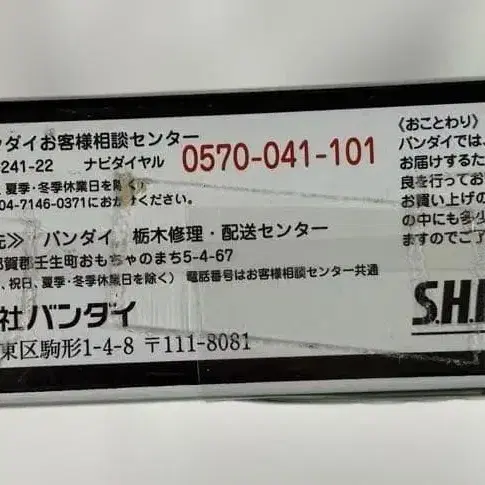 ンダイお客様相談センター
241-22 ナビダイヤル 0570-041-101
、夏季・冬季休業日を除く)
04-7146-0371におかけください。
先≫ バンダイ 栃木修理・配送センター
都賀郡壬生町おもちゃのまち5-4-67
、祝日、夏季・冬季休業日を除く) 電話番号はお客様相談センター共通
社バンダイ
東区駒形1-4-8 〒111-8081
《おことわり》
バンダイでは、
お届けするため
良を行ってお
お買い上げの
の中にも多少
ますのでご了
S.H.F